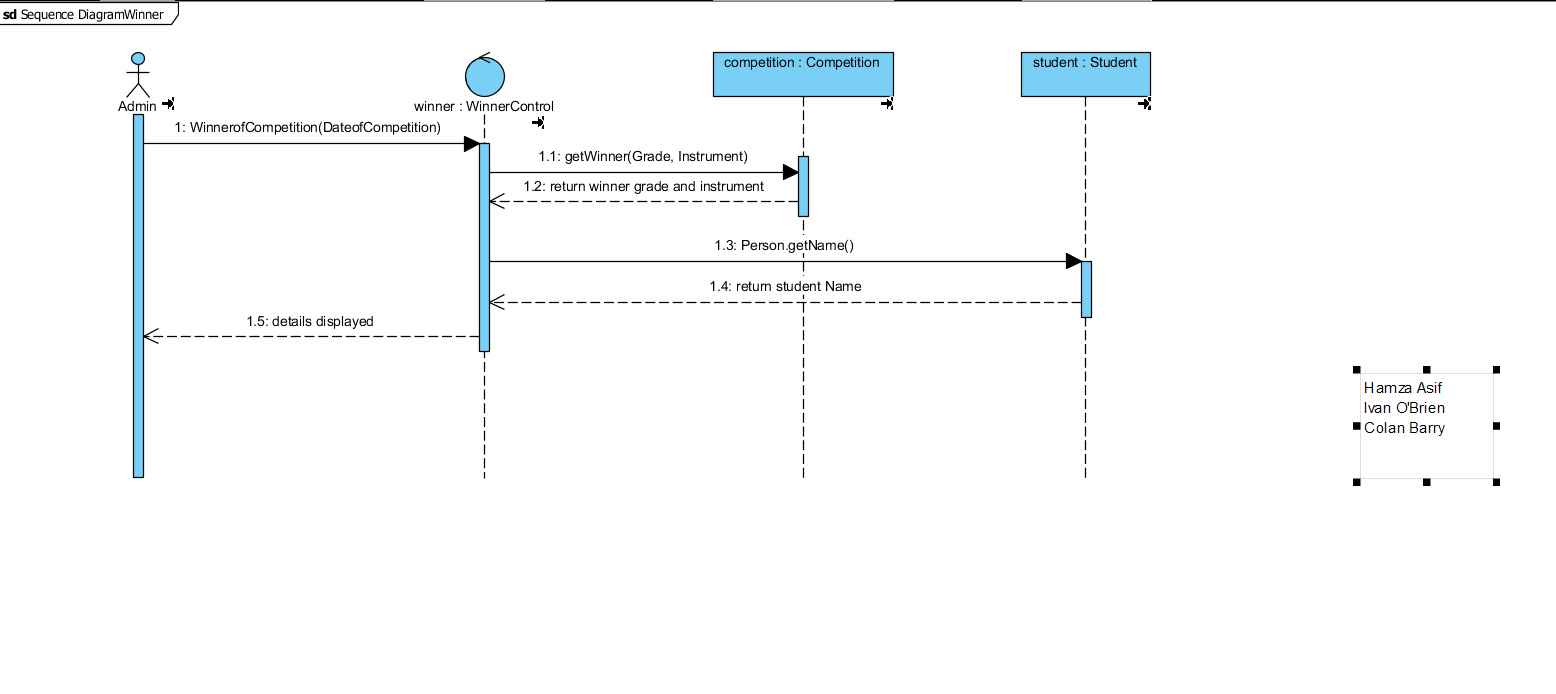 sd Sequence DiagramWinner
competition : Competition
student : Student
Admin
winner : WinnerControl
1: WinnerofCompetition(DateofCompetition)
1.1: getWinner(Grade, Instrument)
1.2: return winner grade and instrument
1.3: Person.getName()
1.4: return student Name
1.5: details displayed
Hamza Asif
Ivan O'Brien
Colan Barry